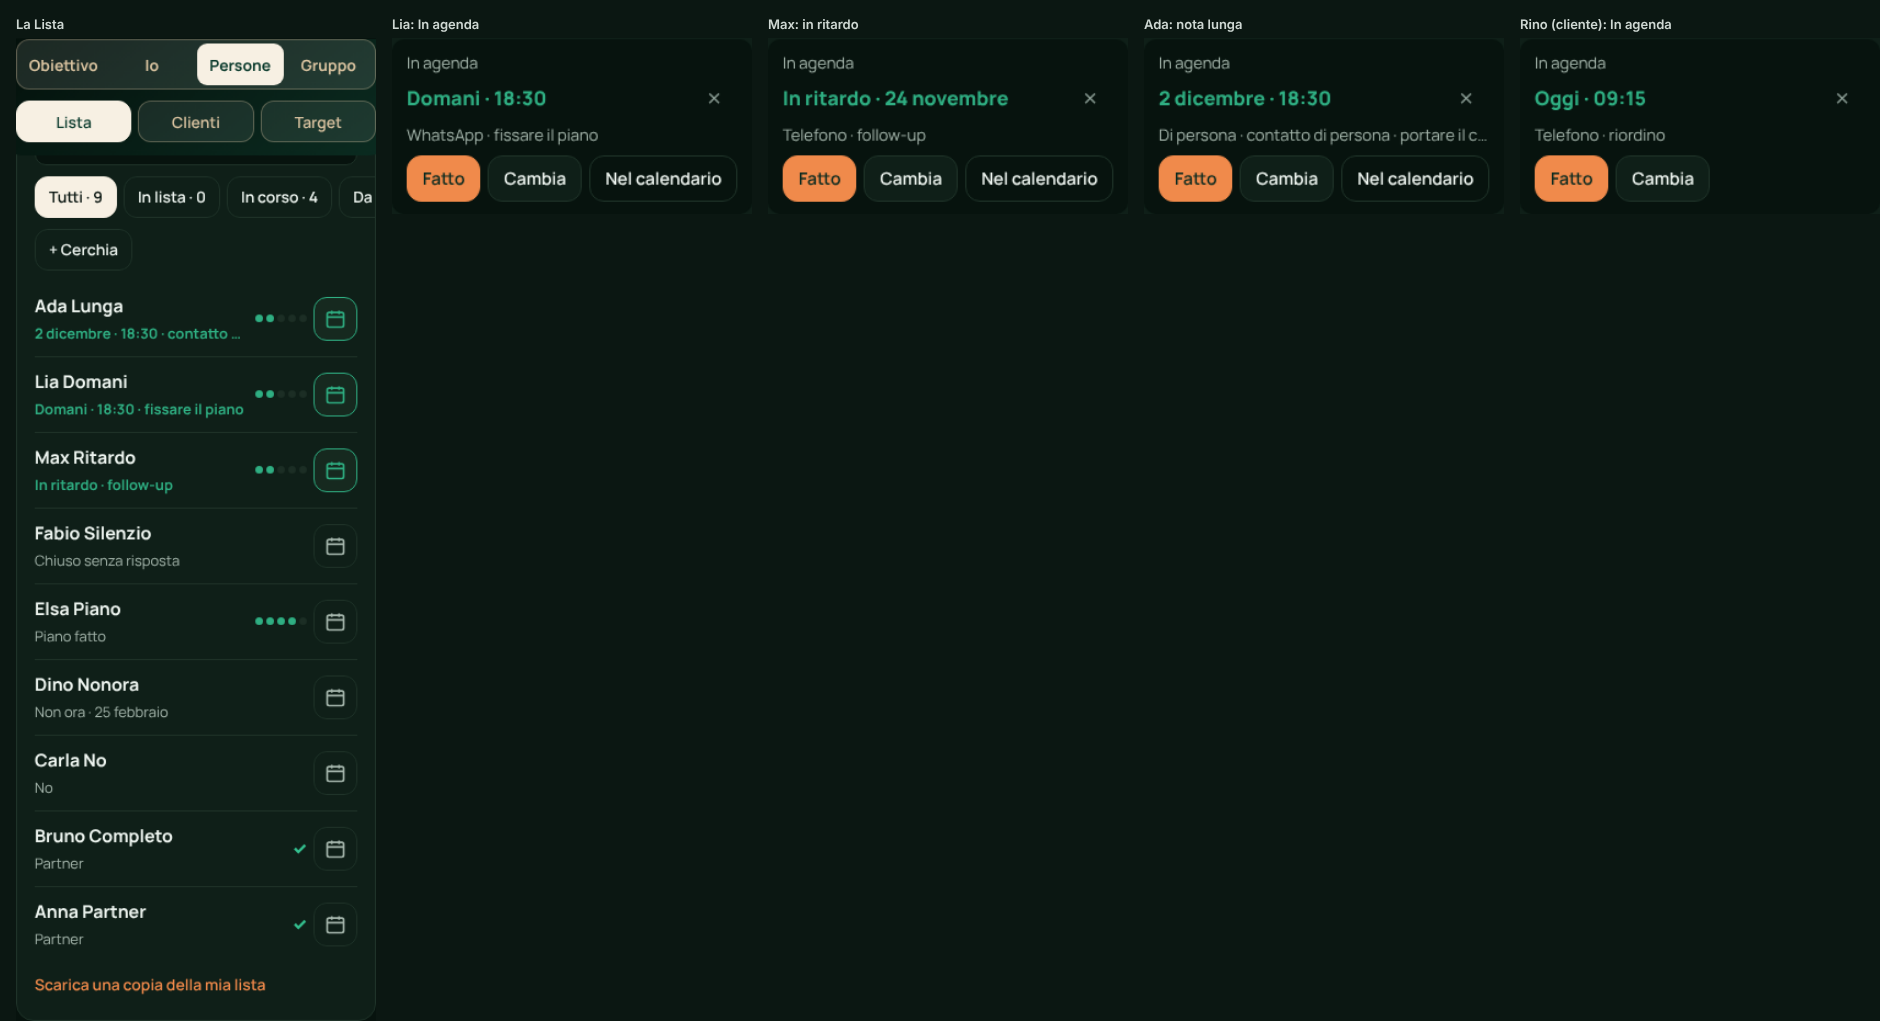 La Lista
Obiettivo Io Persone Gruppo
Lista Clienti Target
Tutti · 9 In lista · 0 In corso · 4 Da
+ Cerchia
Ada Lunga
2 dicembre · 18:30 · contatto ...
Lia Domani
Domani · 18:30 · fissare il piano
Max Ritardo
In ritardo · follow-up
Fabio Silenzio
Chiuso senza risposta
Elsa Piano
Piano fatto
Dino Nonora
Non ora · 25 febbraio
Carla No
No
Bruno Completo
Partner
Anna Partner
Partner
Scarica una copia della mia lista
Lia: In agenda
In agenda
Domani · 18:30
WhatsApp · fissare il piano
Fatto Cambia Nel calendario
Max: in ritardo
In agenda
In ritardo · 24 novembre
Telefono · follow-up
Fatto Cambia Nel calendario
Ada: nota lunga
In agenda
2 dicembre · 18:30
Di persona · contatto di persona · portare il c...
Fatto Cambia Nel calendario
Rino (cliente): In agenda
In agenda
Oggi · 09:15
Telefono · riordino
Fatto Cambia